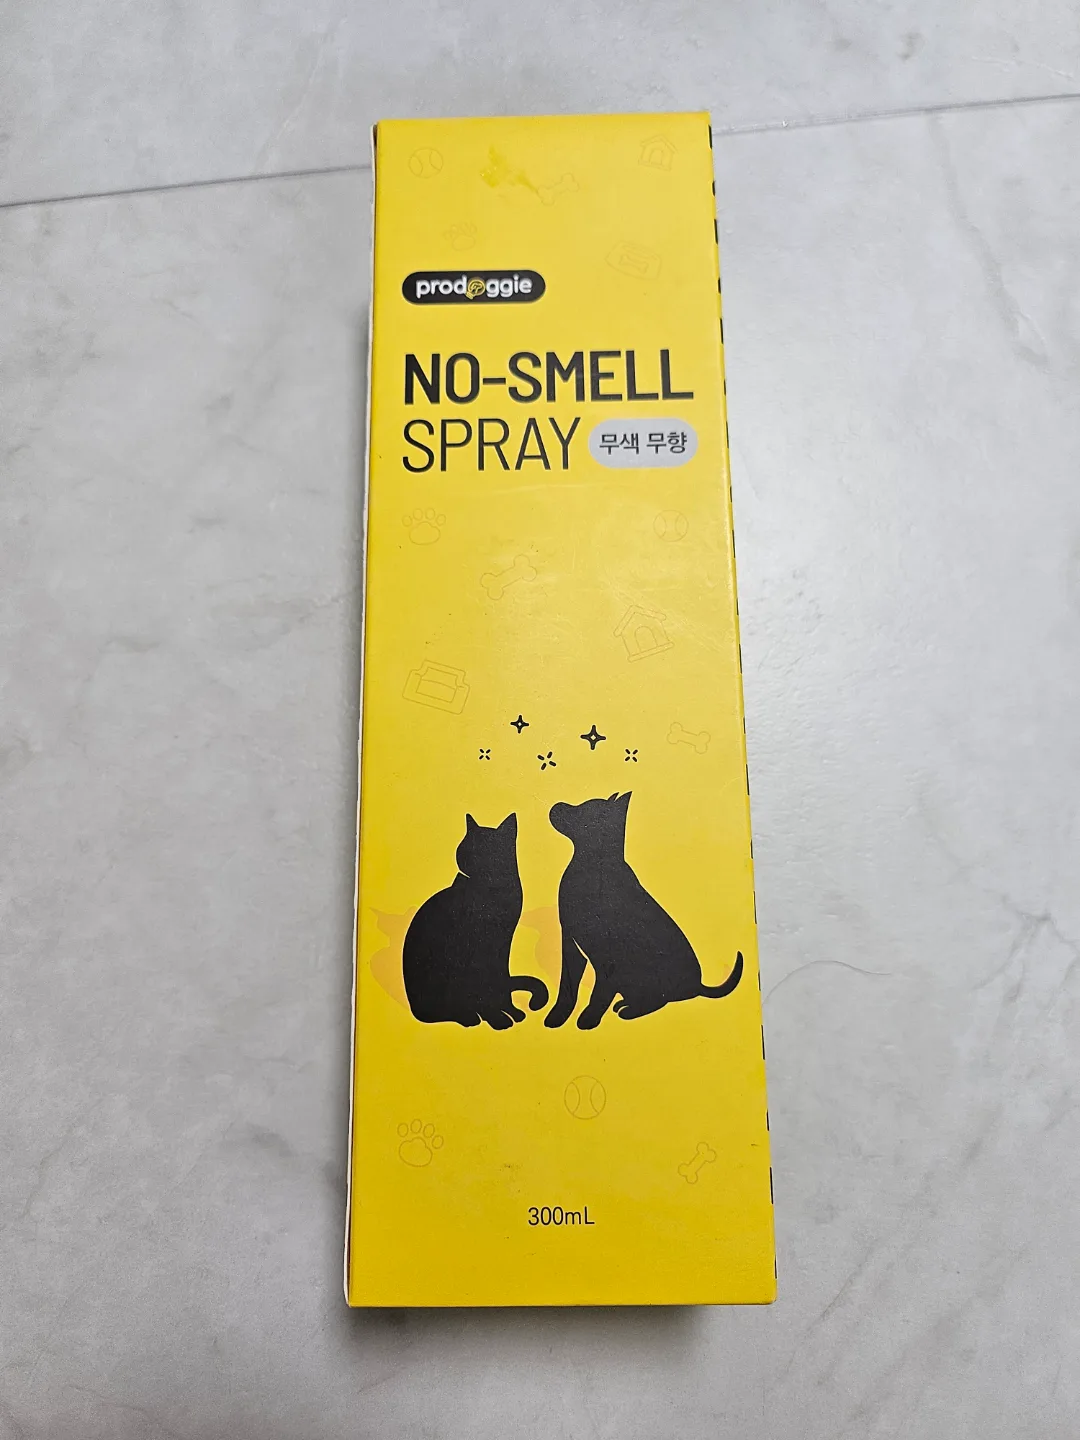 prodoggie
NO-SMELL
SPRAY 무색 무향
300mL